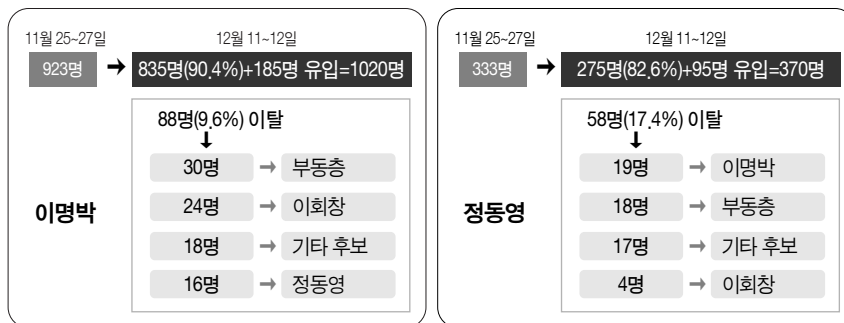 11월 25~27일
12월 11~12일
923명 → 835명(90.4%)+185명 유입=1020명
88명(9.6%) 이탈
↓
이명박
30명 → 부동층
24명 → 이회창
18명 → 기타 후보
16명 → 정동영
11월 25~27일
12월 11~12일
333명 → 275명(82.6%)+95명 유입=370명
58명(17.4%) 이탈
↓
정동영
19명 → 이명박
18명 → 부동층
17명 → 기타 후보
4명 → 이회창